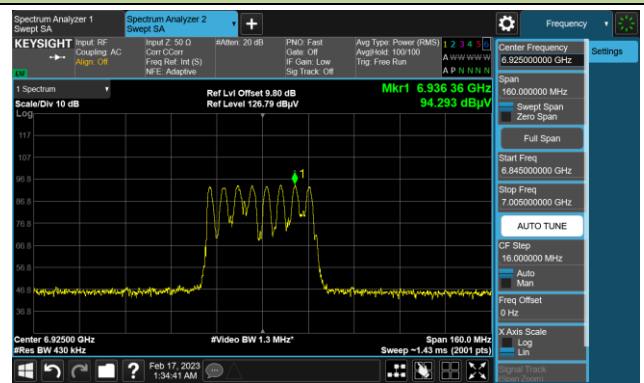 Spectrum Analyzer 1
Swept SA
Spectrum Analyzer 2
Swept SA
Frequency
KEYSIGHT
Input: RF
Coupling: AC
Align: Off
Input Z: 50 Ω
Corr CCorr
Freq Ref: Int (S)
NFE: Adaptive
#Atten: 20 dB
PNO: Fast
Gate: Off
IF Gain: Low
Sig Track: Off
Avg Type: Power (RMS)
Avg|Hold: 100/100
Trig: Free Run
1 2 3 4 5 6
A W W W W W
A P N N N N
LV
1 Spectrum
Scale/Div 10 dB
Log
Ref Lvl Offset 9.80 dB
Ref Level 126.79 dBµV
Mkr1 6.936 36 GHz
94.293 dBµV
117
107
96.8
86.8
76.8
66.8
56.8
46.8
36.8
1
Center 6.92500 GHz
#Res BW 430 kHz
#Video BW 1.3 MHz*
Span 160.0 MHz
Sweep ~1.43 ms (2001 pts)
Center Frequency
6.925000000 GHz
Settings
Span
160.000000 MHz
Swept Span
Zero Span
Full Span
Start Freq
6.845000000 GHz
Stop Freq
7.005000000 GHz
AUTO TUNE
CF Step
16.000000 MHz
Auto
Man
Freq Offset
0 Hz
X Axis Scale
Log
Lin
Signal Track
(Span Zoom)
?
Feb 17, 2023
1:34:41 AM